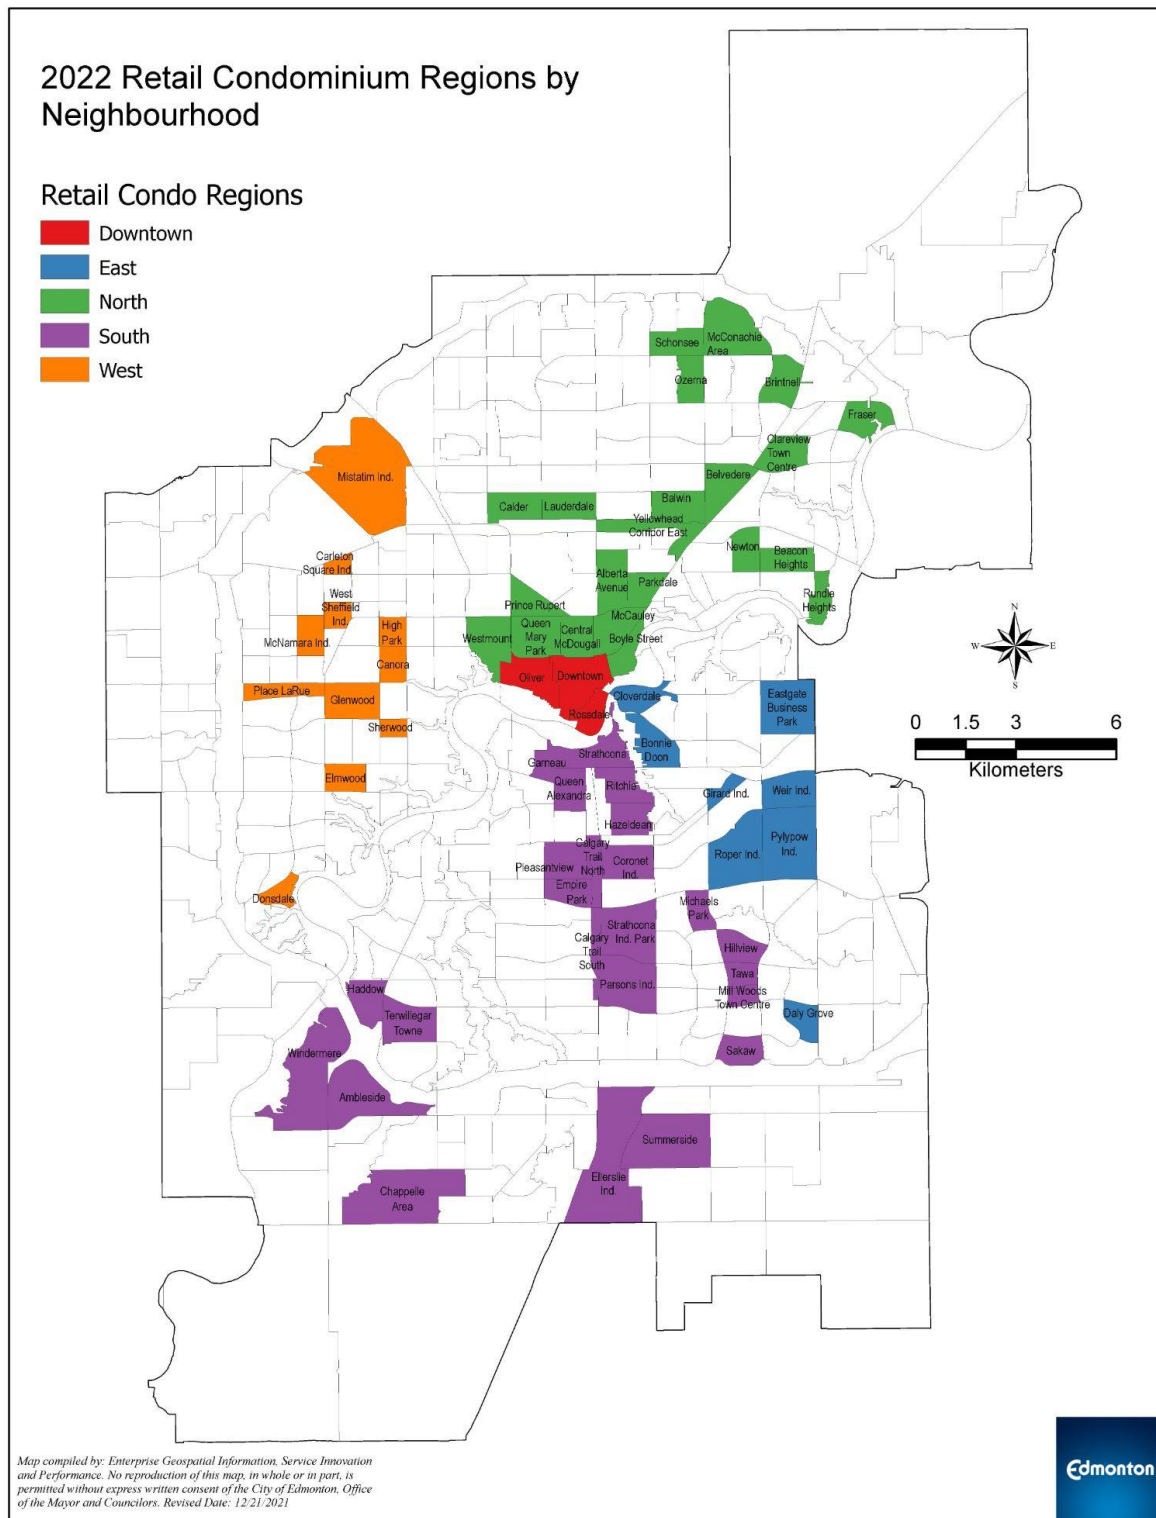 2022 Retail Condominium Regions by
Neighbourhood
Retail Condo Regions
Downtown
East
North
South
West
Schonsee
McConachie
Area
Ozerna
Brintnell
Fraser
Clareview
Town
Centre
Belvedere
Mistatim Ind.
Calder
Lauderdale
Balwin
Yellowhead
Corridor East
Newton
Beacon
Heights
Carleton
Square Ind.
Alberta
Avenue
Parkdale
West
Sheffield
Ind.
Prince Rupert
Rundle
Heights
McNamara Ind.
High
Park
McCauley
Westmount
Queen
Mary
Park
Central
McDougall
Boyle Street
Canora
Oliver
Downtown
Place LaRue
Glenwood
Cloverdale
Eastgate
Business
Park
Sherwood
Rossdale
N
W
E
S
0 1.5 3 6
Kilometers
Bonnie
Doon
Strathcona
Garneau
Elmwood
Queen
Alexandra
Ritchie
Girard Ind.
Weir Ind.
Hazeldean
Calgary
Trail
North
Pylypow
Ind.
Roper Ind.
Pleasantview
Coronet
Ind.
Empire
Park
Donsdale
Michaels
Park
Strathcona
Ind. Park
Calgary
Trail
South
Hillview
Tawa
Parsons Ind.
Mill Woods
Town Centre
Haddow
Terwillegar
Towne
Daly Grove
Windermere
Sakaw
Ambleside
Summerside
Ellerslie
Ind.
Chappelle
Area
Map compiled by: Enterprise Geospatial Information, Service Innovation
and Performance. No reproduction of this map, in whole or in part, is
permitted without express written consent of the City of Edmonton, Office
of the Mayor and Councilors. Revised Date: 12/21/2021
Edmonton